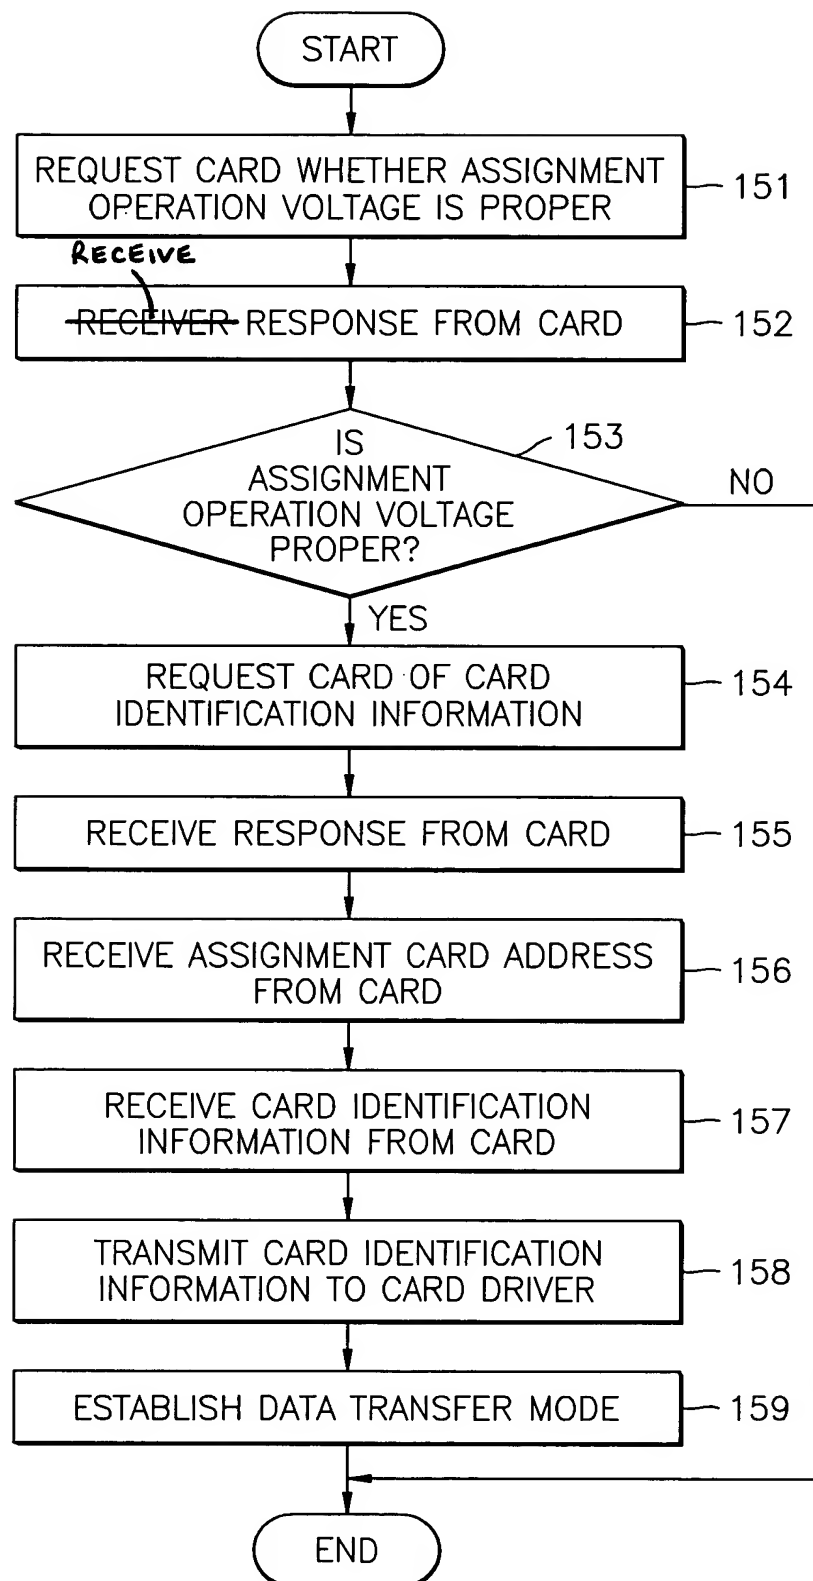 START
REQUEST CARD WHETHER ASSIGNMENT
OPERATION VOLTAGE IS PROPER
151
RECEIVE
RECEIVER RESPONSE FROM CARD
152
IS
ASSIGNMENT
OPERATION VOLTAGE
PROPER?
153
NO
YES
REQUEST CARD OF CARD
IDENTIFICATION INFORMATION
154
RECEIVE RESPONSE FROM CARD
155
RECEIVE ASSIGNMENT CARD ADDRESS
FROM CARD
156
RECEIVE CARD IDENTIFICATION
INFORMATION FROM CARD
157
TRANSMIT CARD IDENTIFICATION
INFORMATION TO CARD DRIVER
158
ESTABLISH DATA TRANSFER MODE
159
END